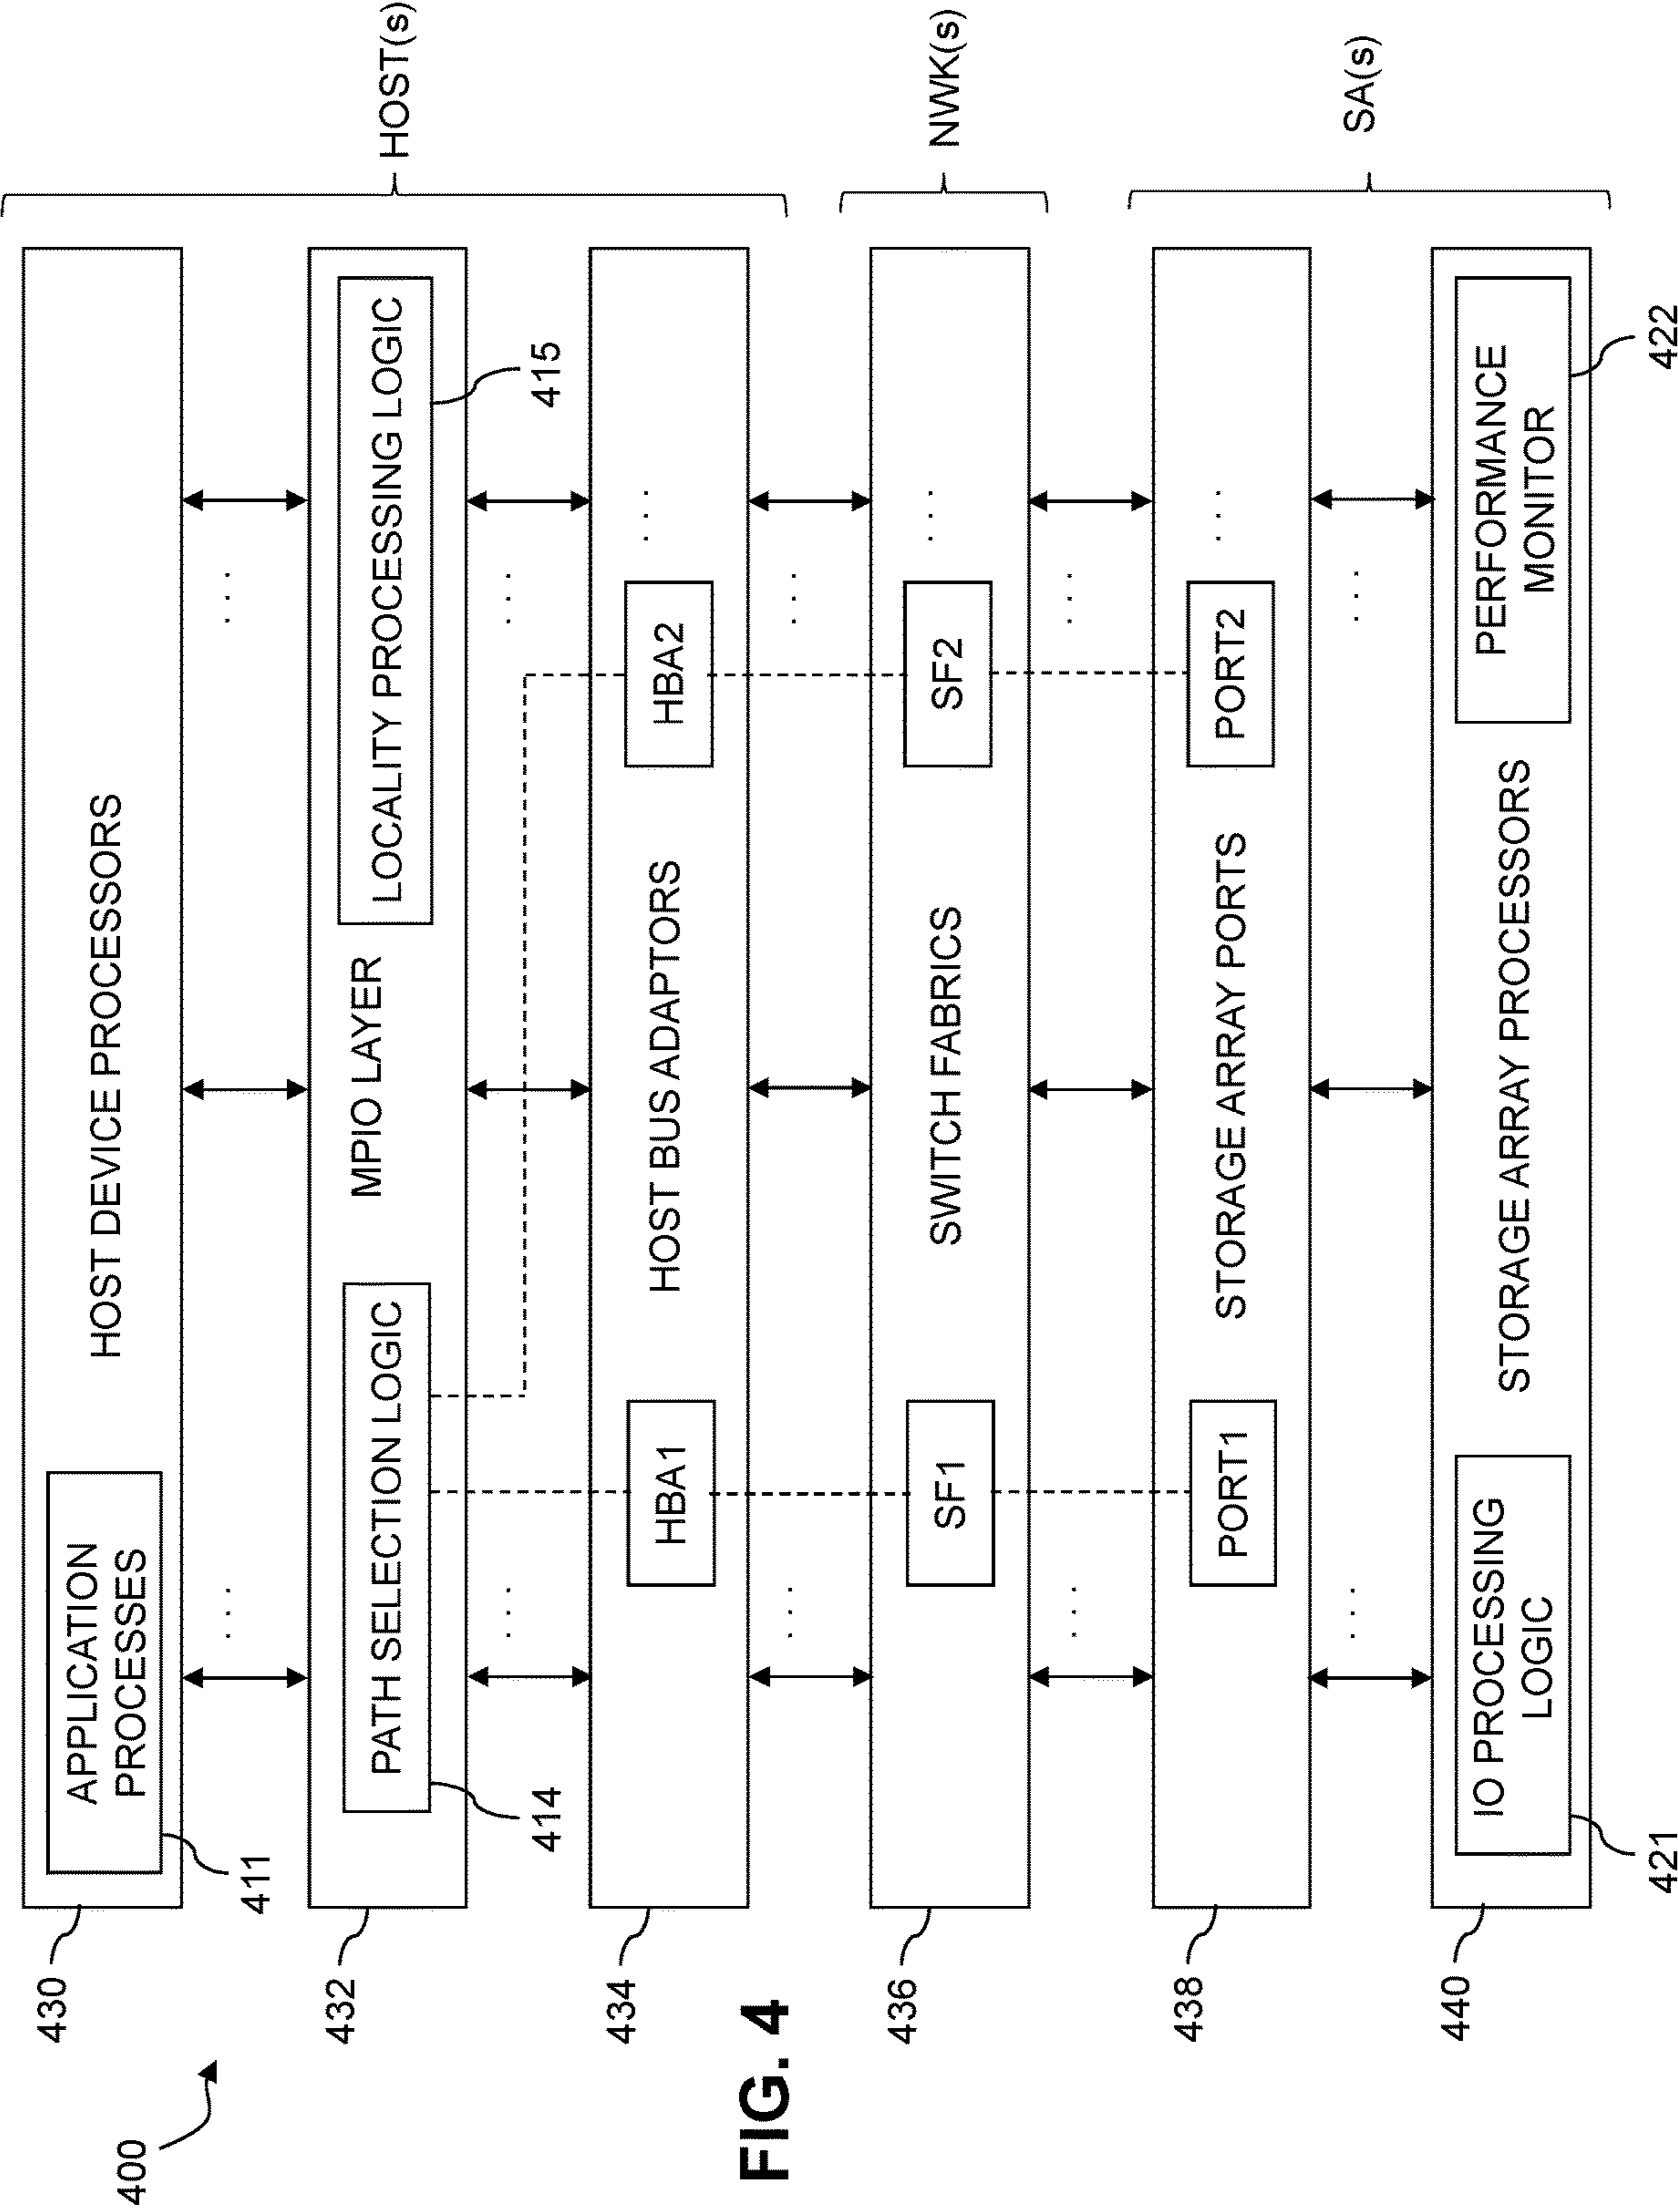 400
430
HOST DEVICE PROCESSORS
APPLICATION
PROCESSES
411
HOST(s)
432
PATH SELECTION LOGIC
414
MPIO LAYER
LOCALITY PROCESSING LOGIC
415
434
HBA1
HOST BUS ADAPTORS
HBA2
...
436
SF1
SWITCH FABRICS
SF2
...
NWK(s)
438
PORT1
STORAGE ARRAY PORTS
PORT2
...
SA(s)
440
IO PROCESSING
LOGIC
421
STORAGE ARRAY PROCESSORS
PERFORMANCE
MONITOR
422
FIG. 4